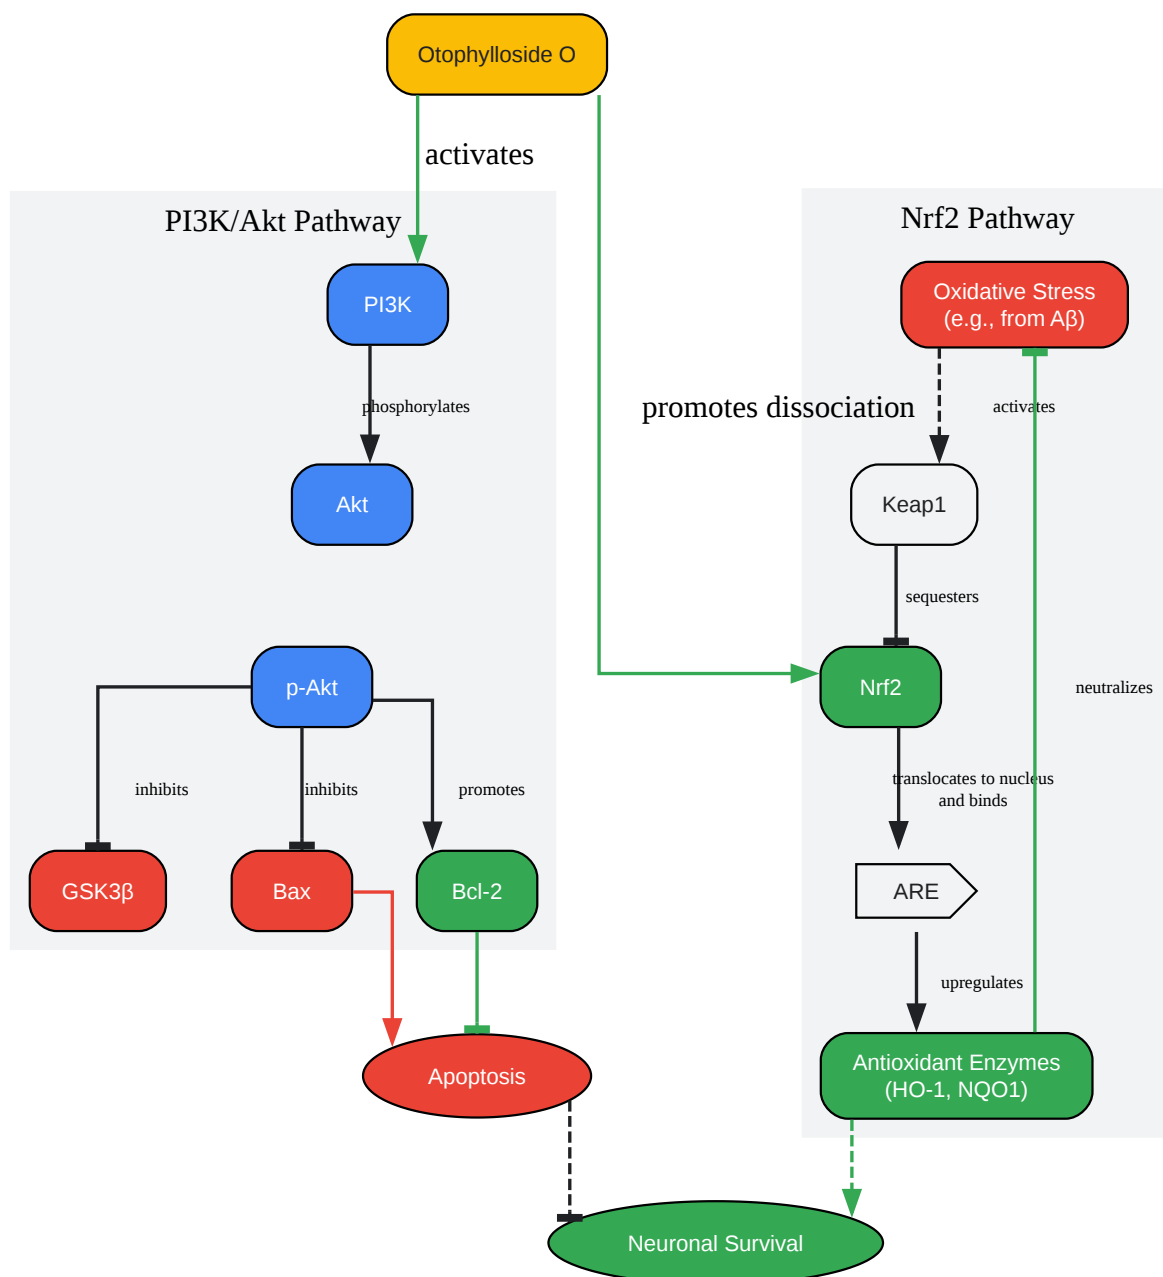 Otophylloside O
activates
PI3K/Akt Pathway
Nrf2 Pathway
PI3K
Oxidative Stress
(e.g., from Aβ)
phosphorylates
promotes dissociation
activates
Akt
Keap1
sequesters
p-Akt
Nrf2
neutralizes
inhibits
inhibits
promotes
translocates to nucleus
and binds
GSK3β
Bax
Bcl-2
ARE
upregulates
Apoptosis
Antioxidant Enzymes
(HO-1, NQO1)
Neuronal Survival